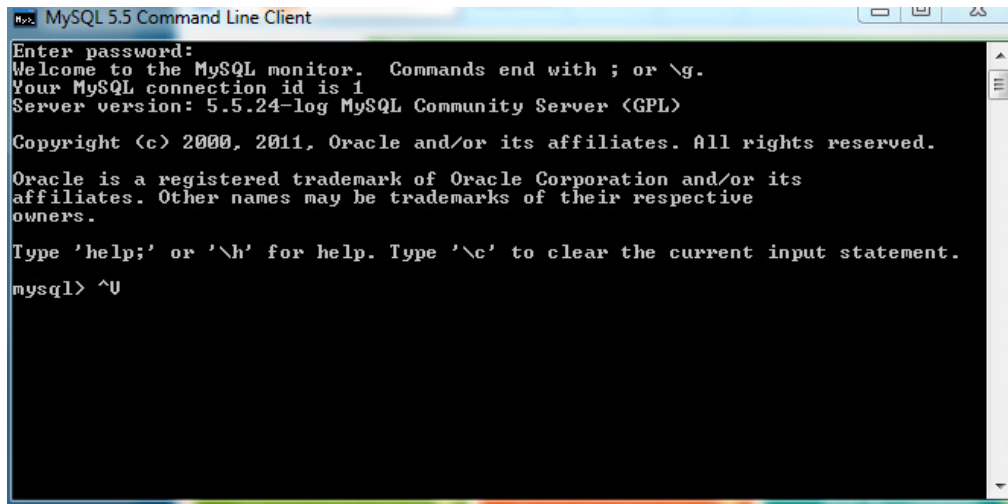 MySQL 5.5 Command Line Client
Enter password:
Welcome to the MySQL monitor.  Commands end with ; or \g.
Your MySQL connection id is 1
Server version: 5.5.24-log MySQL Community Server (GPL)
Copyright (c) 2000, 2011, Oracle and/or its affiliates. All rights reserved.
Oracle is a registered trademark of Oracle Corporation and/or its
affiliates. Other names may be trademarks of their respective
owners.
Type 'help;' or '\h' for help. Type '\c' to clear the current input statement.
mysql> ^V